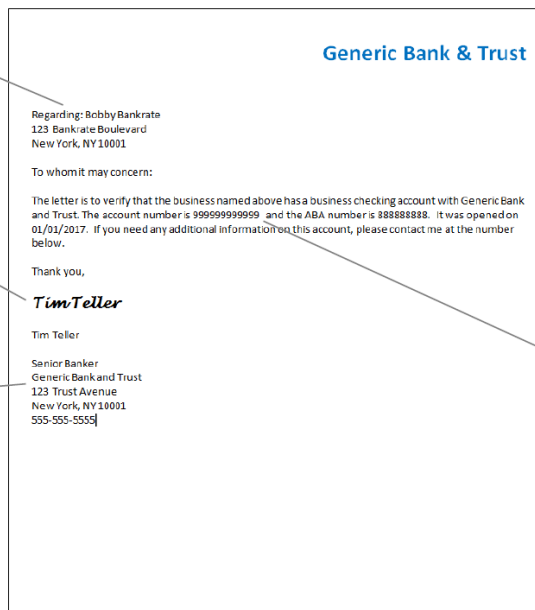 Generic Bank & Trust
Regarding: Bobby Bankrate
123 Bankrate Boulevard
New York, NY 10001
To whom it may concern:
The letter is to verify that the business named above has a business checking account with Generic Bank
and Trust. The account number is 999999999999 and the ABA number is 888888888. It was opened on
01/01/2017. If you need any additional information on this account, please contact me at the number
below.
Thank you,
Tim Teller
Tim Teller
Senior Banker
Generic Bank and Trust
123 Trust Avenue
New York, NY 10001
555-555-5555